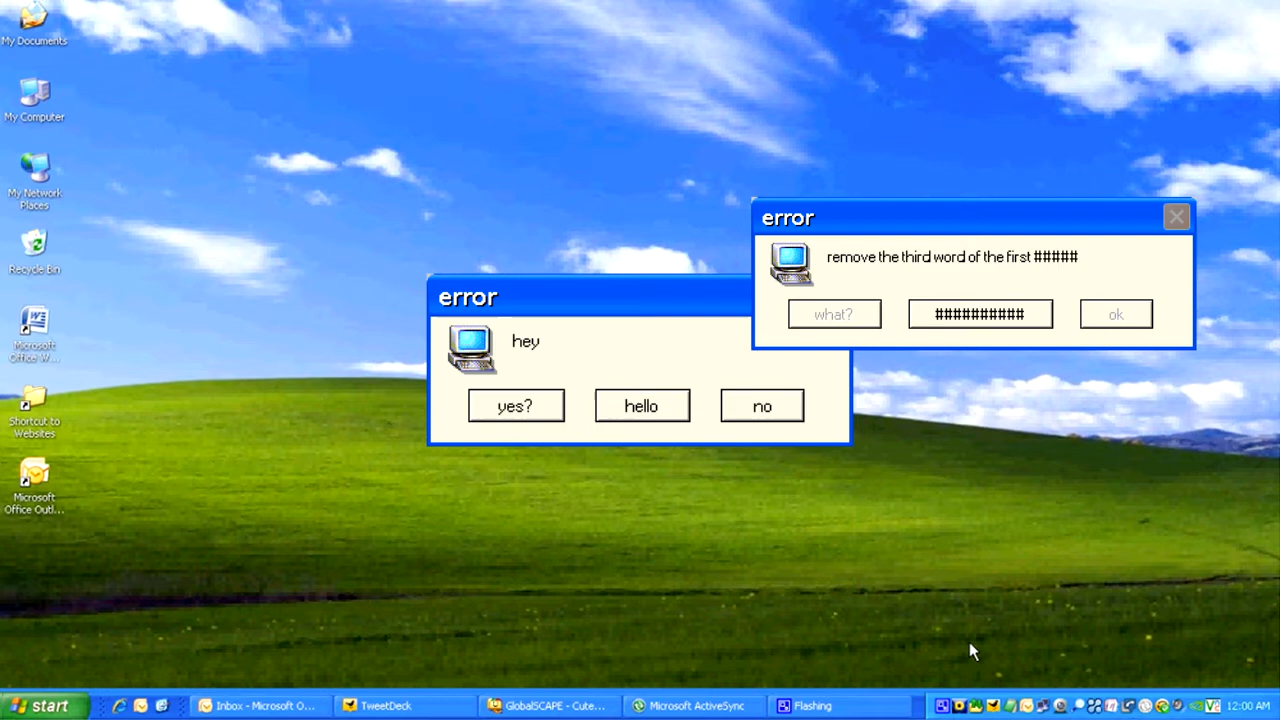 My Documents
My Computer
My Network
Places
Recycle Bin
Microsoft
Office W...
Shortcut to
Websites
Microsoft
Office Outl...
error
remove the third word of the first #####
what?
##########
ok
error
hey
yes?
hello
no
start
Inbox - Microsoft O...
TweetDeck
GlobalSCAPE - Cute...
Microsoft ActiveSync
Flashing
12:00 AM